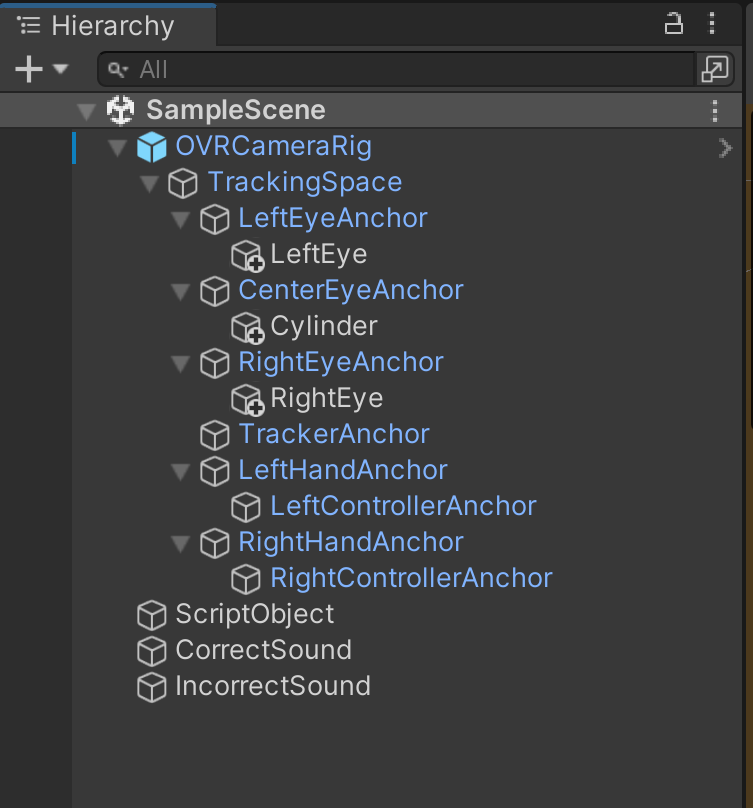 Hierarchy
All
SampleScene
OVRCameraRig
TrackingSpace
LeftEyeAnchor
LeftEye
CenterEyeAnchor
Cylinder
RightEyeAnchor
RightEye
TrackerAnchor
LeftHandAnchor
LeftControllerAnchor
RightHandAnchor
RightControllerAnchor
ScriptObject
CorrectSound
IncorrectSound